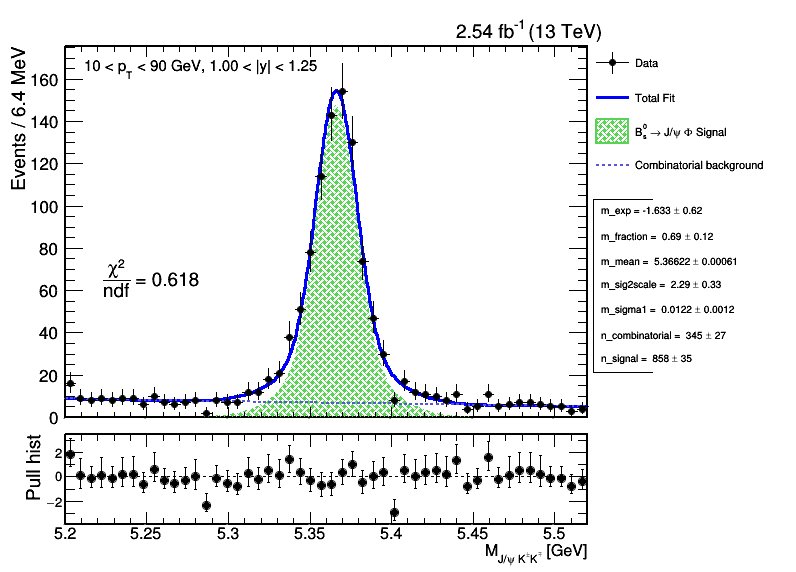 2.54 fb⁻¹ (13 TeV)
Events / 6.4 MeV
10 < p_T < 90 GeV, 1.00 < |y| < 1.25
160
140
120
100
80
60
40
20
0
χ²/ndf = 0.618
Data
Total Fit
B⁰ₛ → J/ψ Φ Signal
Combinatorial background
m_exp = -1.633 ± 0.62
m_fraction = 0.69 ± 0.12
m_mean = 5.36622 ± 0.00061
m_sig2scale = 2.29 ± 0.33
m_sigma1 = 0.0122 ± 0.0012
n_combinatorial = 345 ± 27
n_signal = 858 ± 35
Pull hist
2
0
−2
5.2 5.25 5.3 5.35 5.4 5.45 5.5
M_{J/ψ K^±K^∓} [GeV]